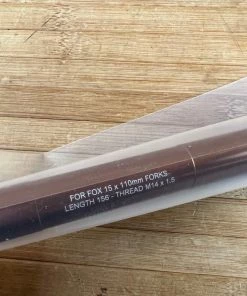 FOR FOX 15 x 110mm FORKS
LENGTH 156 - THREAD M14 x 1.5